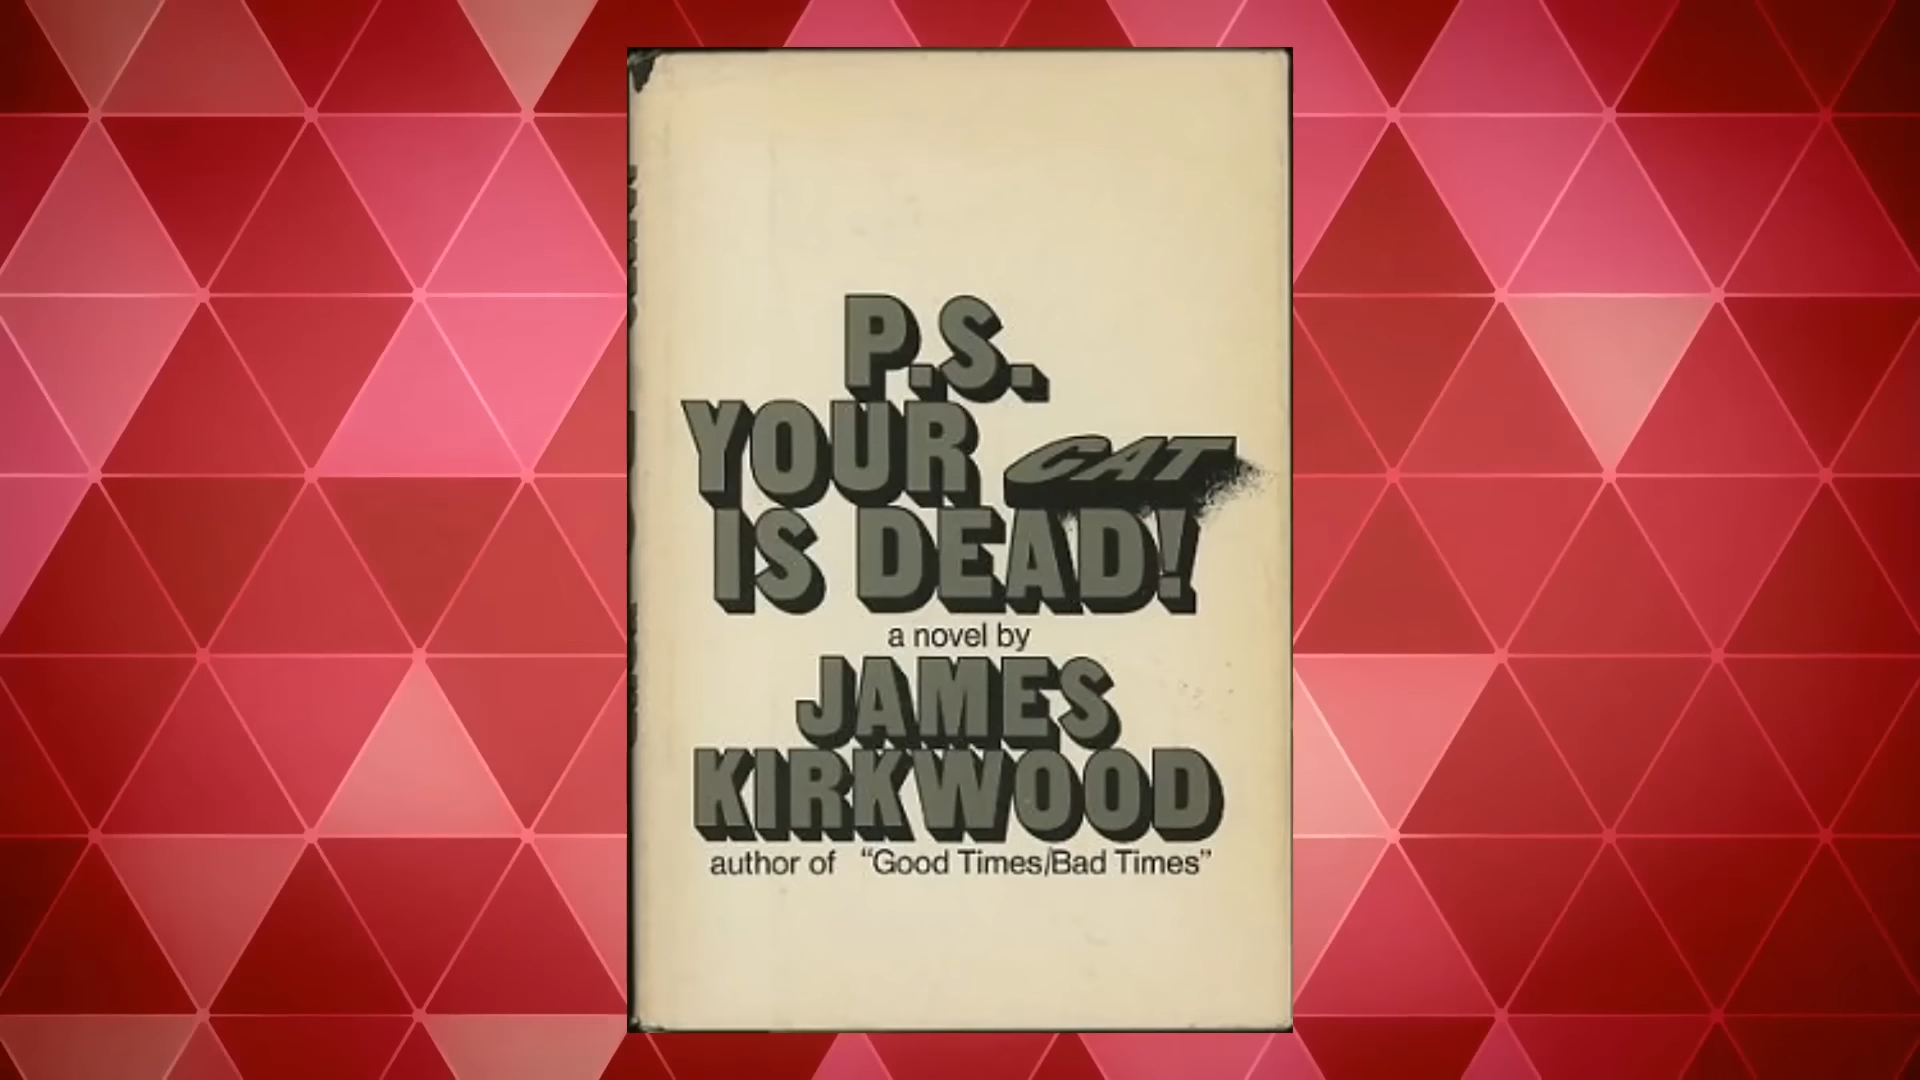 P.S.
YOUR CAT
IS DEAD!
a novel by
JAMES
KIRKWOOD
author of “Good Times/Bad Times”